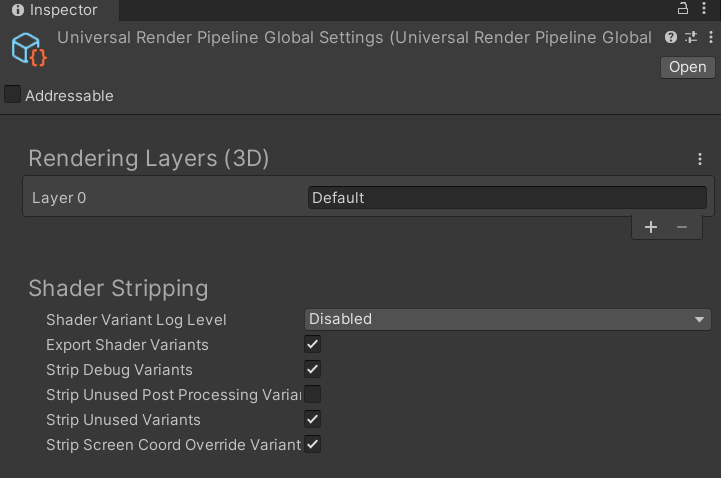 Inspector
Universal Render Pipeline Global Settings (Universal Render Pipeline Global
Open
Addressable
Rendering Layers (3D)
Layer 0 Default
Shader Stripping
Shader Variant Log Level Disabled
Export Shader Variants
Strip Debug Variants
Strip Unused Post Processing Varia
Strip Unused Variants
Strip Screen Coord Override Variant